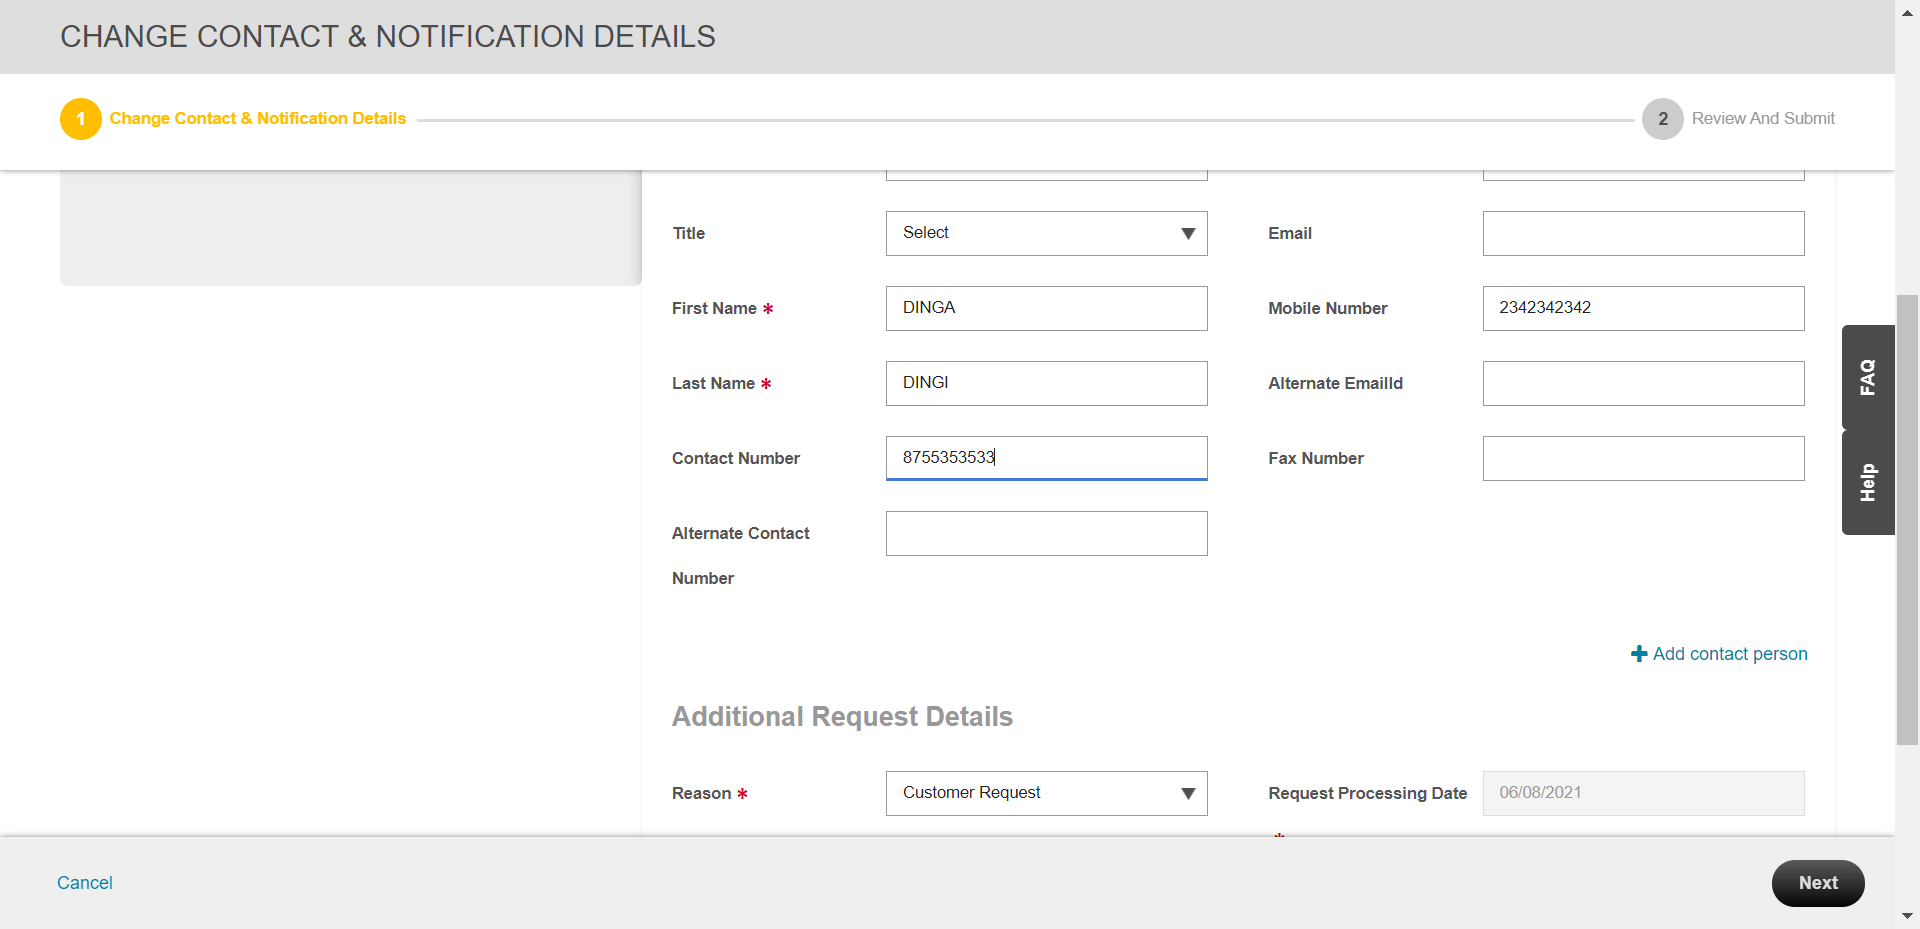 CHANGE CONTACT & NOTIFICATION DETAILS
1 Change Contact & Notification Details
2 Review And Submit
Title Select Email
First Name * DINGA Mobile Number 2342342342
Last Name * DINGI Alternate EmailId
Contact Number 8755353533 Fax Number
Alternate Contact
Number
FAQ
Help
+ Add contact person
Additional Request Details
Reason * Customer Request Request Processing Date 06/08/2021
*
Cancel Next